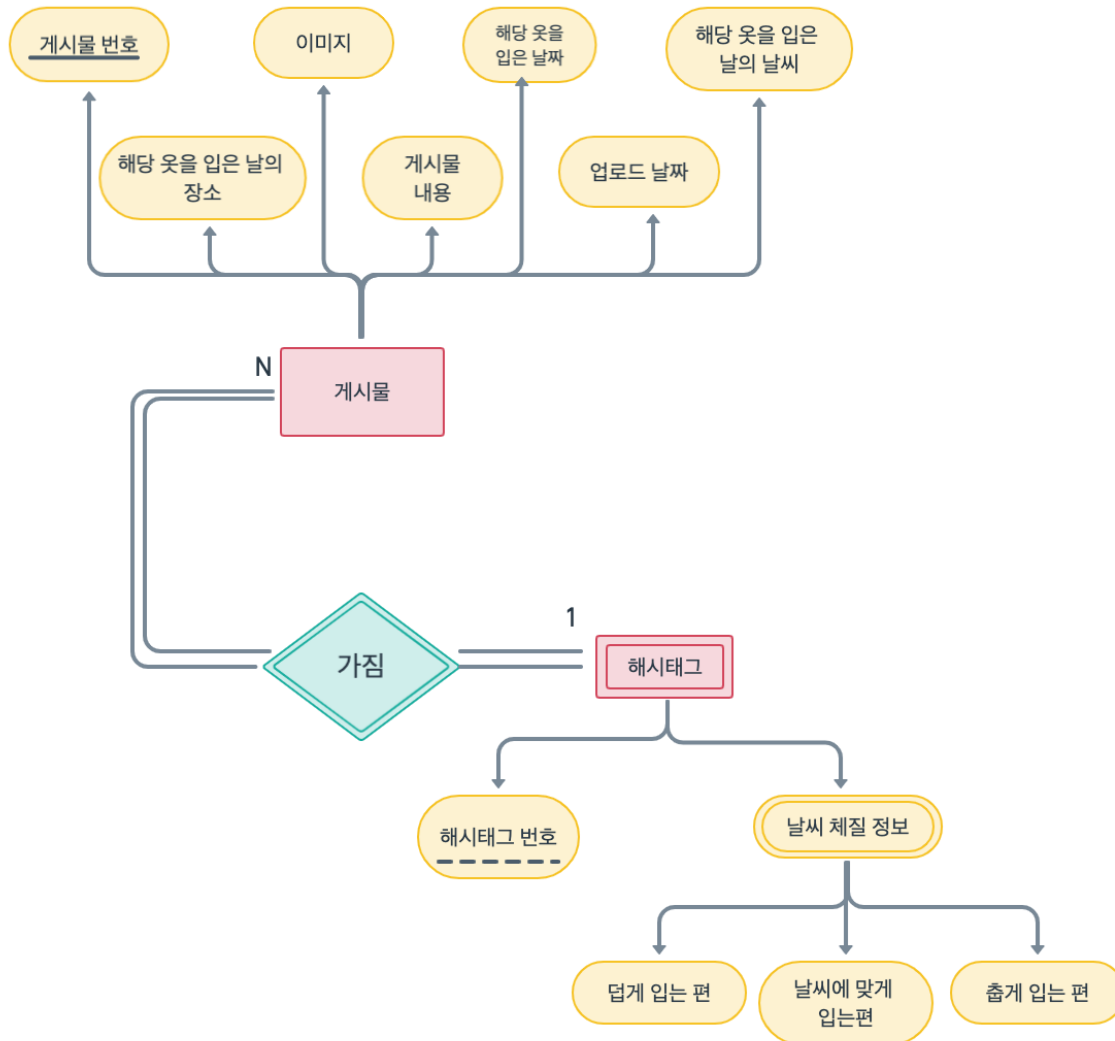 게시물 번호
이미지
해당 옷을
입은 날짜
해당 옷을 입은
날의 날씨
해당 옷을 입은 날의
장소
게시물
내용
업로드 날짜
N
게시물
가짐
1
해시태그
해시태그 번호
날씨 체질 정보
덥게 입는 편
날씨에 맞게
입는편
춥게 입는 편